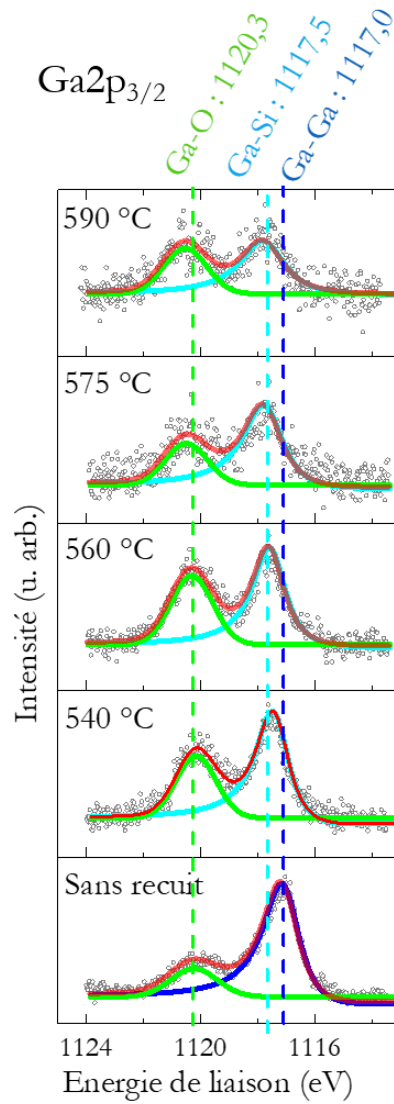 Ga2p3/2
Ga-O : 1120,3
Ga-Si : 1117,5
Ga-Ga : 1117,0
590 °C
575 °C
560 °C
540 °C
Sans recuit
Intensité (u. arb.)
1124 1120 1116
Energie de liaison (eV)